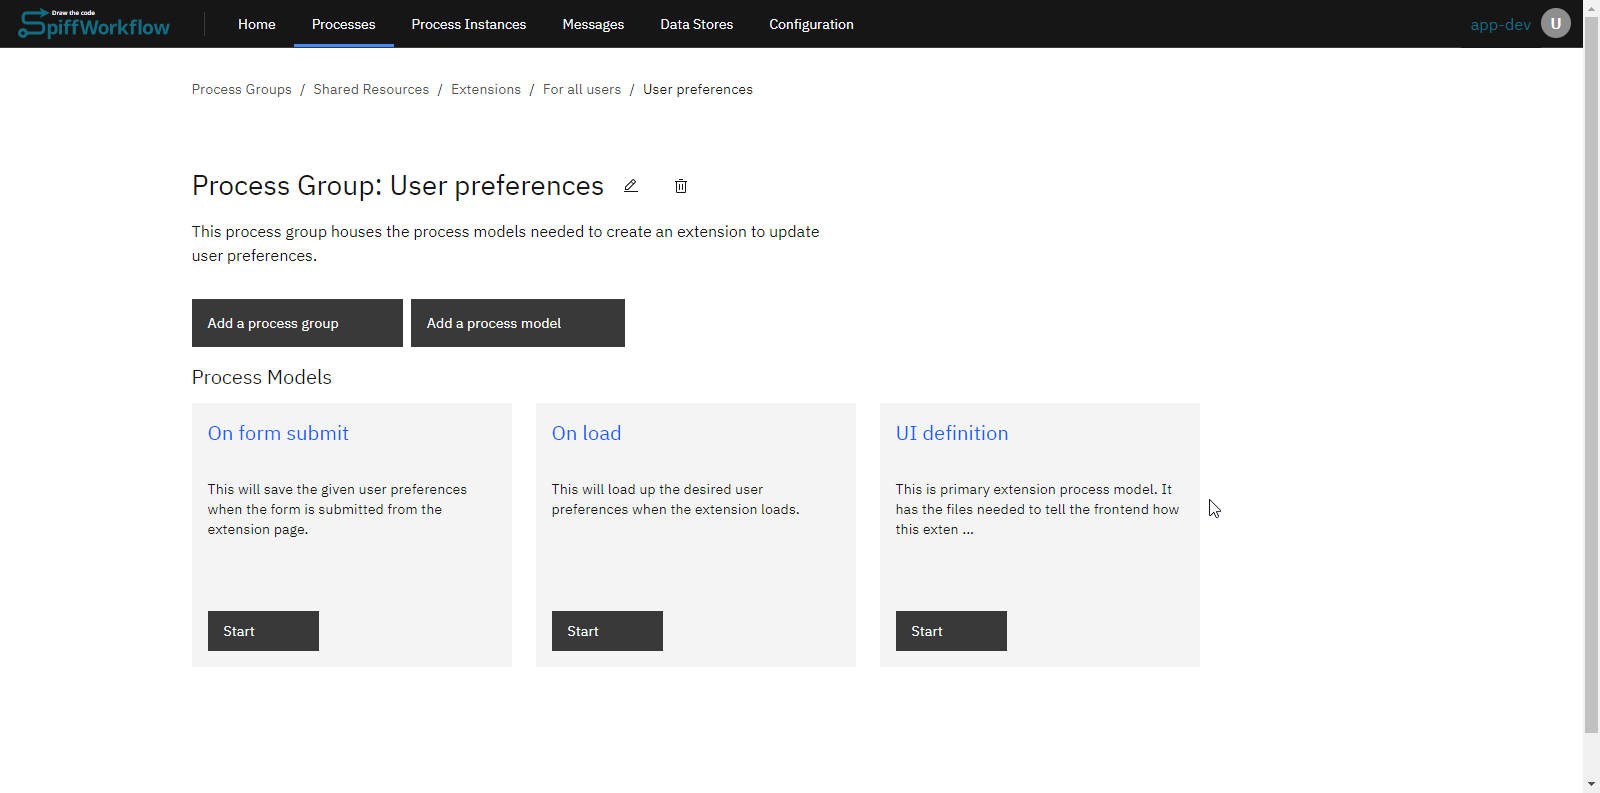 Draw the code
SpiffWorkflow
Home
Processes
Process Instances
Messages
Data Stores
Configuration
app-dev
U
Process Groups / Shared Resources / Extensions / For all users / User preferences
Process Group: User preferences
This process group houses the process models needed to create an extension to update
user preferences.
Add a process group
Add a process model
Process Models
On form submit
This will save the given user preferences
when the form is submitted from the
extension page.
Start
On load
This will load up the desired user
preferences when the extension loads.
Start
UI definition
This is primary extension process model. It
has the files needed to tell the frontend how
this exten ...
Start